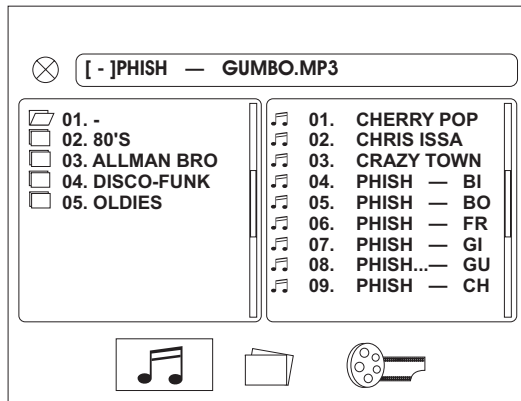 [ - ]PHISH — GUMBO.MP3
01. -
02. 80'S
03. ALLMAN BRO
04. DISCO-FUNK
05. OLDIES
01. CHERRY POP
02. CHRIS ISSA
03. CRAZY TOWN
04. PHISH — BI
05. PHISH — BO
06. PHISH — FR
07. PHISH — GI
08. PHISH...— GU
09. PHISH — CH